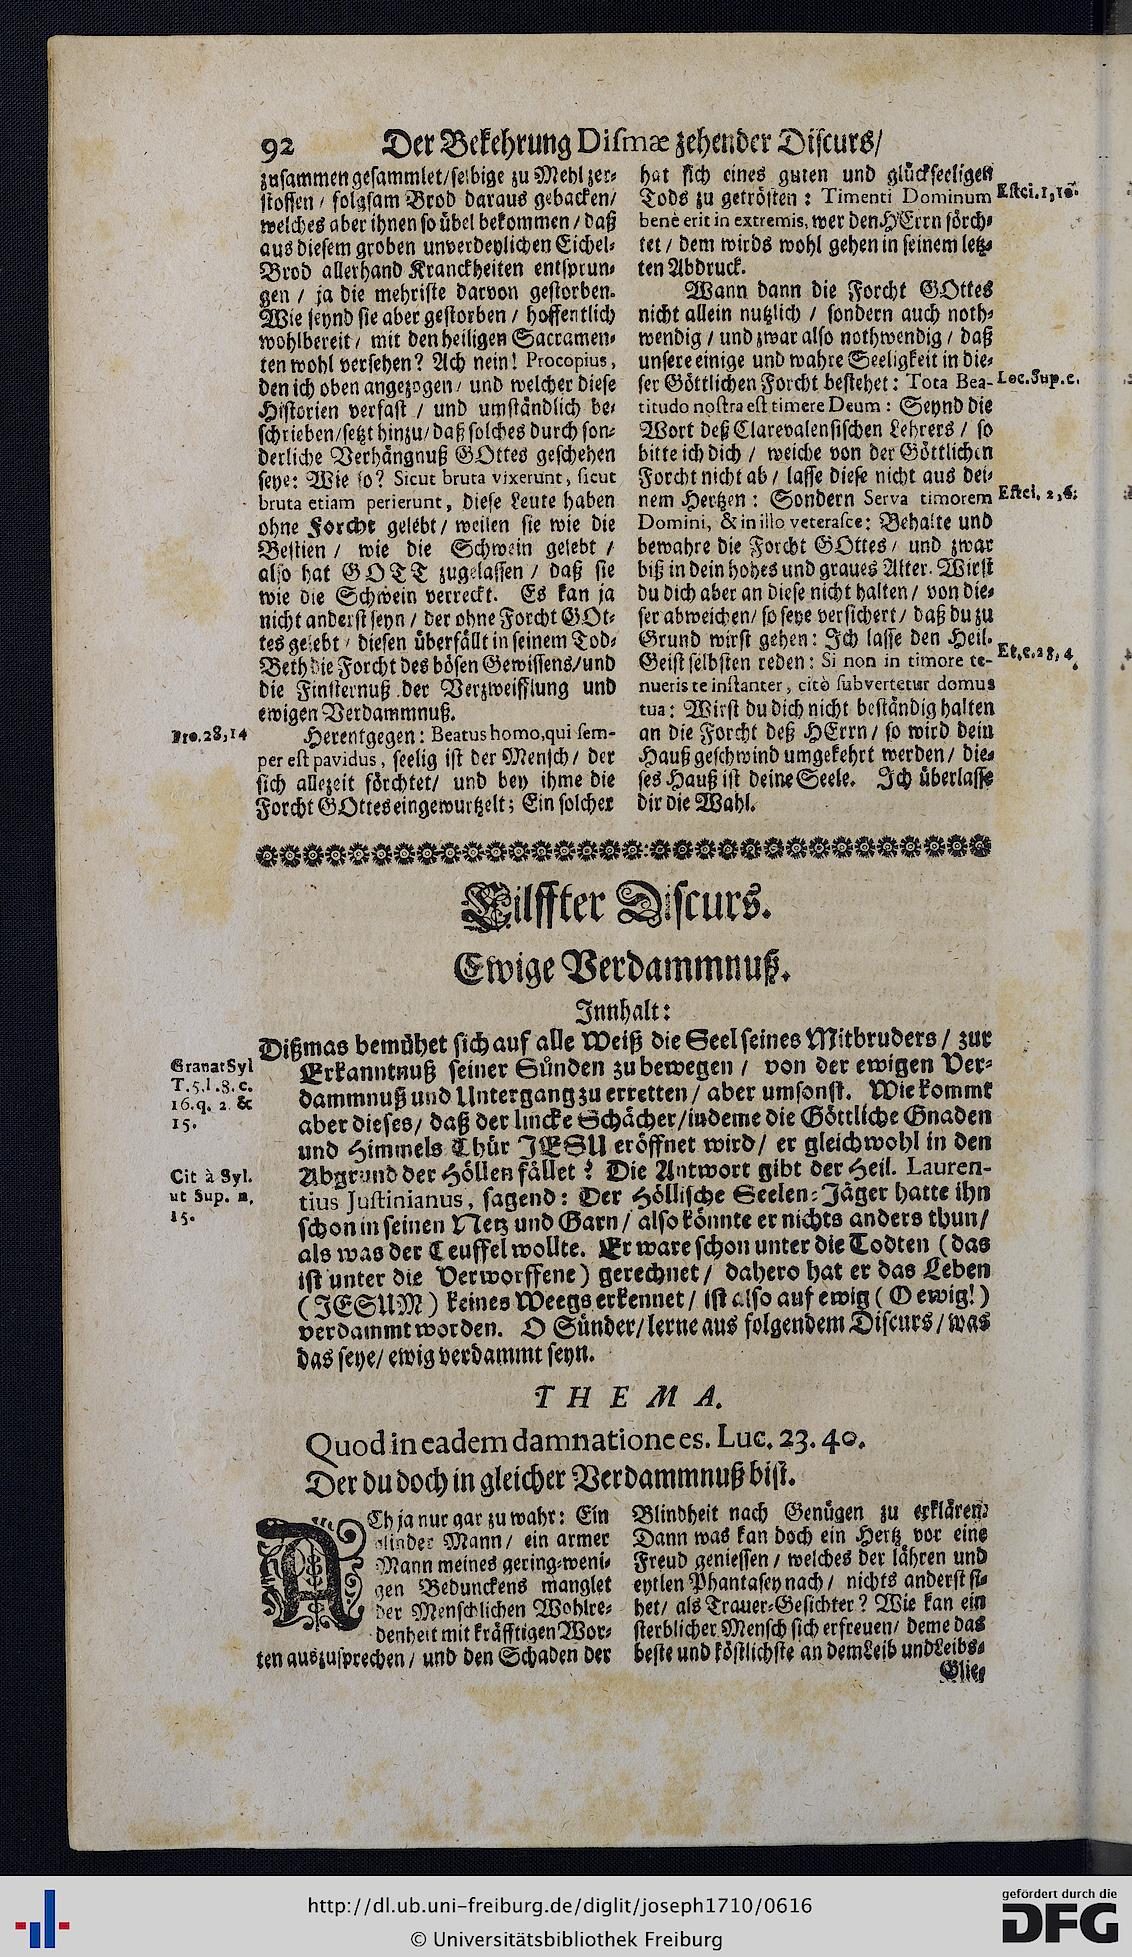 92 Der Bekehrung Dismæ zehender Discurs/
zusammen gesammlet/selbige zu Mehl zer-
stossen / folgsam Brod daraus gebacken/
welches aber ihnen so übel bekommen / daß
aus diesem groben unverdeylichen Eichel-
Brod allerhand Kranckheiten entsprun-
gen / ja die mehriste darvon gestorben.
Wie seynd sie aber gestorben / hoffentlich
wohlbereit / mit den heiligen Sacramen-
ten wohl versehen? Ach nein! Procopius,
den ich oben angezogen / und welcher diese
Historien verfast / und umständlich be-
schrieben/setzt hinzu/ daß solches durch son-
derliche Verhängnuß GOttes geschehen
seye: Wie so? Sicut bruta vixerunt, sicut
bruta etiam perierunt, diese Leute haben
ohne Forcht gelebt/ weilen sie wie die
Bestien / wie die Schwein gelebt /
also hat GOTT zugelassen / daß sie
wie die Schwein verreckt. Es kan ja
nicht anderst seyn / der ohne Forcht GOt-
tes gelebt / diesen überfällt in seinem Tod-
Beth die Forcht des bösen Gewissens/und
die Finsternuß der Verzweifflung und
ewigen Verdammnuß.
Pro.28,14
Herentgegen: Beatus homo, qui sem-
per est pavidus, seelig ist der Mensch/ der
sich allezeit förchtet/ und bey ihme die
Forcht GOttes eingewurtzelt; Ein solcher
hat sich eines guten und glückseeligen
Tods zu getrösten: Timenti Dominum
benè erit in extremis, wer den HErrn förch-
tet / dem wirds wohl gehen in seinem letz-
ten Abdruck.
Wann dann die Forcht GOttes
nicht allein nutzlich / sondern auch noth-
wendig / und zwar also nothwendig / daß
unsere einige und wahre Seeligkeit in die-
ser Göttlichen Forcht bestehet: Tota Bea-
titudo nostra est timere Deum: Seynd die
Wort deß Clarevalensischen Lehrers / so
bitte ich dich / weiche von der Göttlichen
Forcht nicht ab / lasse diese nicht aus dei-
nem Hertzen: Sondern Serva timorem
Domini, & in illo veterasce: Behalte und
bewahre die Forcht GOttes / und zwar
biß in dein hohes und graues Alter. Wirst
du dich aber an diese nicht halten / von die-
ser abweichen / so seye versichert / daß du zu
Grund wirst gehen: Ich lasse den Heil.
Geist selbsten reden: Si non in timore te-
nueris te instanter, citò subvertetur domus
tua: Wirst du dich nicht beständig halten
an die Forcht deß HErrn / so wird dein
Hauß geschwind umgekehrt werden / die-
ses Hauß ist deine Seele. Ich überlasse
dir die Wahl.
Loc. Sup. c.
Eilffter Discurs.
Ewige Verdammnuß.
Innhalt:
Dißmas bemühet sich auf alle Weiß die Seel seines Mitbruders / zur
Erkanntnuß seiner Sünden zu bewegen / von der ewigen Ver-
dammnuß und Untergang zu erretten / aber umsonst. Wie kommt
aber dieses / daß der lincke Schächer/indeme die Göttliche Gnaden
und Himmels Thür JESU eröffnet wird/ er gleichwohl in den
Abgrund der Höllen fället? Die Antwort gibt der Heil. Lauren-
tius Justinianus, sagend: Der Höllische Seelen-Jäger hatte ihn
schon in seinen Netz und Garn / also könnte er nichts anders thun/
als was der Teuffel wollte. Er ware schon unter die Todten (das
ist unter die Verworffene) gerechnet / dahero hat er das Leben
(JESUM) keines Weegs erkennet / ist also auf ewig (O ewig!)
verdammt worden. O Sünder/lerne aus folgendem Discurs / was
das seye/ ewig verdammt seyn.
Granat Syl
T. 5. l. 8. c.
16. q. 2. &
15.
Cit à Syl.
ut Sup. n.
15.
THEMA.
Quod in eadem damnatione es. Luc. 23. 40.
Der du doch in gleicher Verdammnuß bist.
ACh ja nur gar zu wahr: Ein
blinder Mann / ein armer
Mann meines gering-weni-
gen Bedunckens manglet
der Menschlichen Wohlre-
denheit mit kräfftigen Wor-
ten auszusprechen / und den Schaden der
Blindheit nach Genügen zu erklären:
Dann was kan doch ein Hertz vor eine
Freud geniessen / welches der lähren und
eytlen Phantasey nach / nichts anderst si-
het/ als Trauer-Gesichter? Wie kan ein
sterblicher Mensch sich erfreuen/ deme das
beste und köstlichste an dem Leib und Leibs-
Glie-
http://dl.ub.uni-freiburg.de/diglit/joseph1710/0616
© Universitätsbibliothek Freiburg
gefördert durch die
DFG